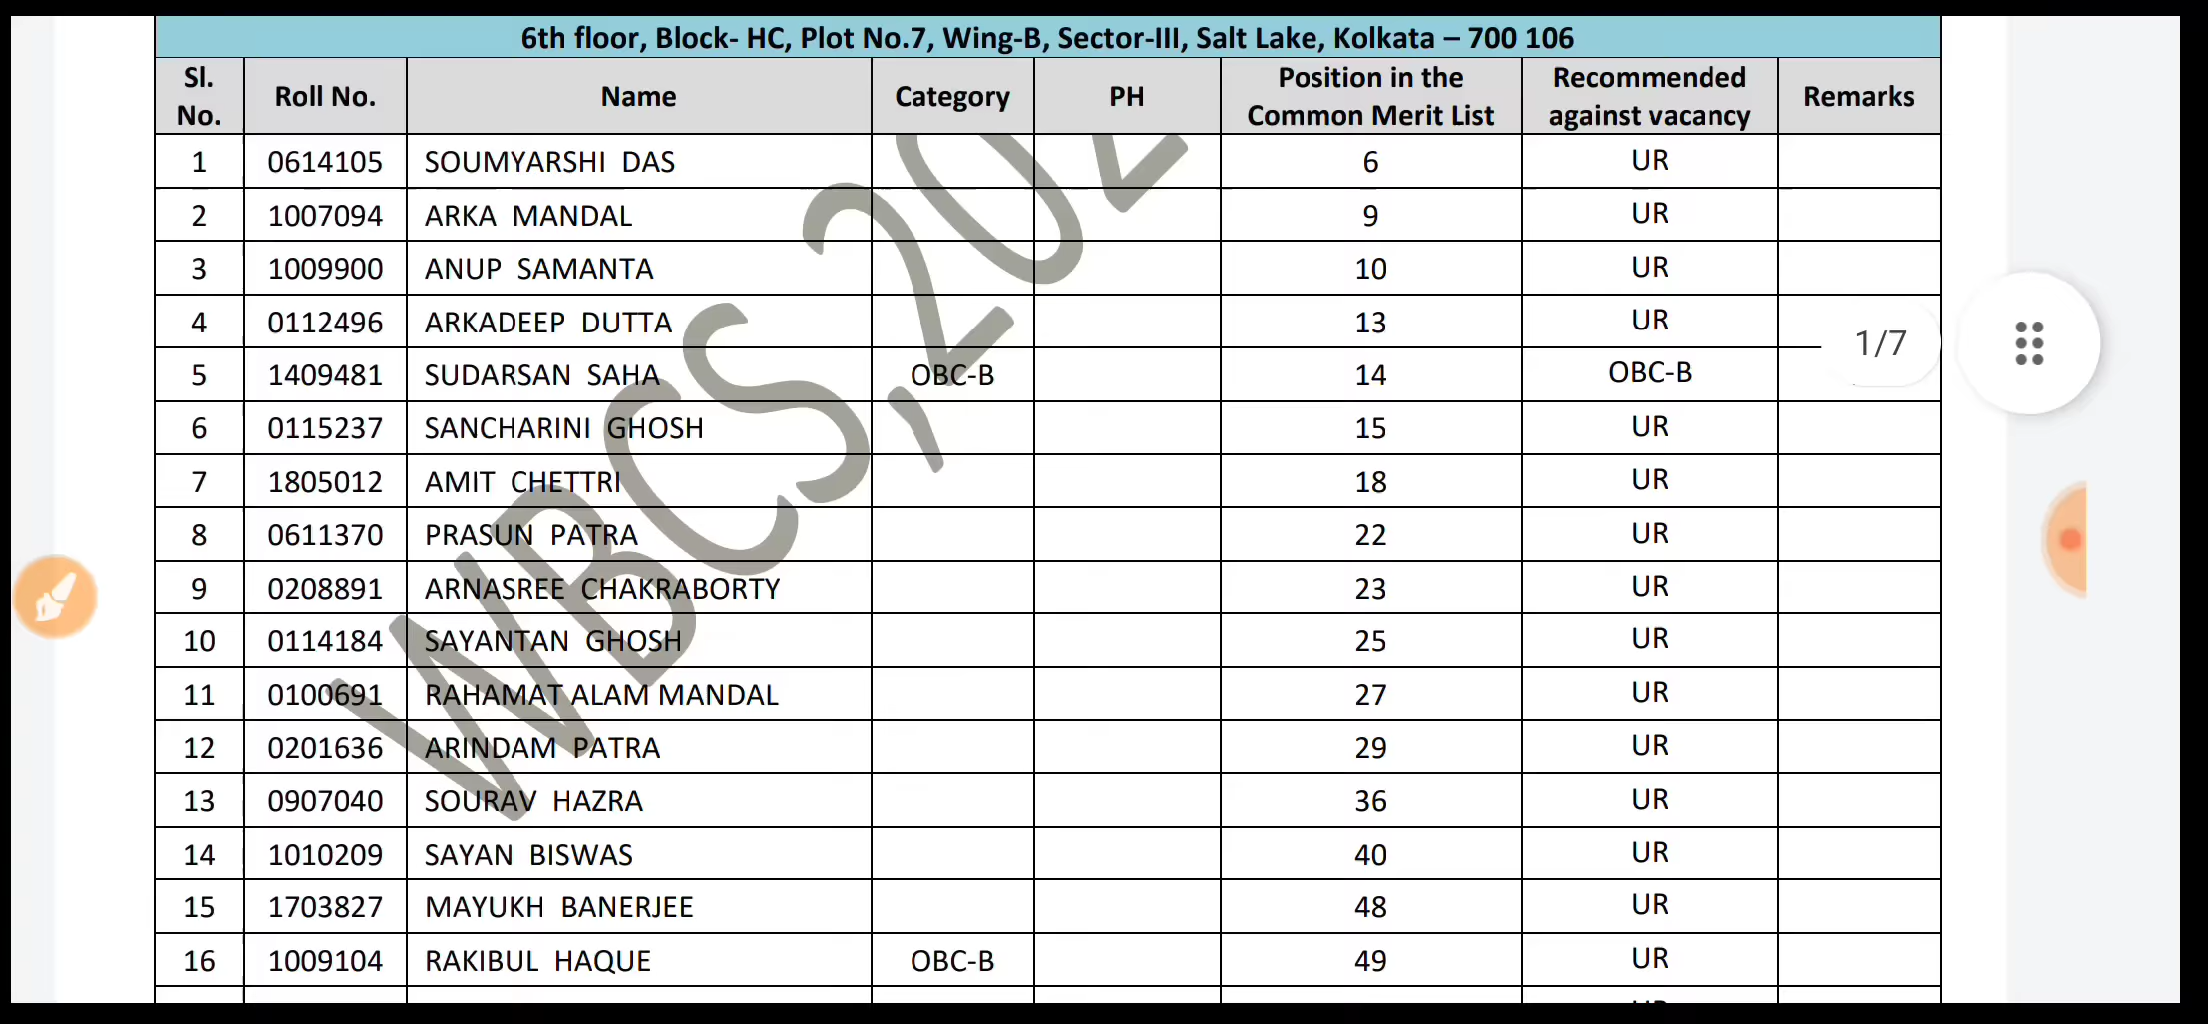 6th floor, Block- HC, Plot No.7, Wing-B, Sector-III, Salt Lake, Kolkata – 700 106
Sl. No. Roll No. Name Category PH Position in the Common Merit List Recommended against vacancy Remarks
1 0614105 SOUMYARSHI DAS 6 UR
2 1007094 ARKA MANDAL 9 UR
3 1009900 ANUP SAMANTA 10 UR
4 0112496 ARKADEEP DUTTA 13 UR
1/7
5 1409481 SUDARSAN SAHA OBC-B 14 OBC-B
6 0115237 SANCHARINI GHOSH 15 UR
7 1805012 AMIT CHETTRI 18 UR
8 0611370 PRASUN PATRA 22 UR
9 0208891 ARNASREE CHAKRABORTY 23 UR
10 0114184 SAYANTAN GHOSH 25 UR
11 0100691 RAHAMAT ALAM MANDAL 27 UR
12 0201636 ARINDAM PATRA 29 UR
13 0907040 SOURAV HAZRA 36 UR
14 1010209 SAYAN BISWAS 40 UR
15 1703827 MAYUKH BANERJEE 48 UR
16 1009104 RAKIBUL HAQUE OBC-B 49 UR
WBCS,202